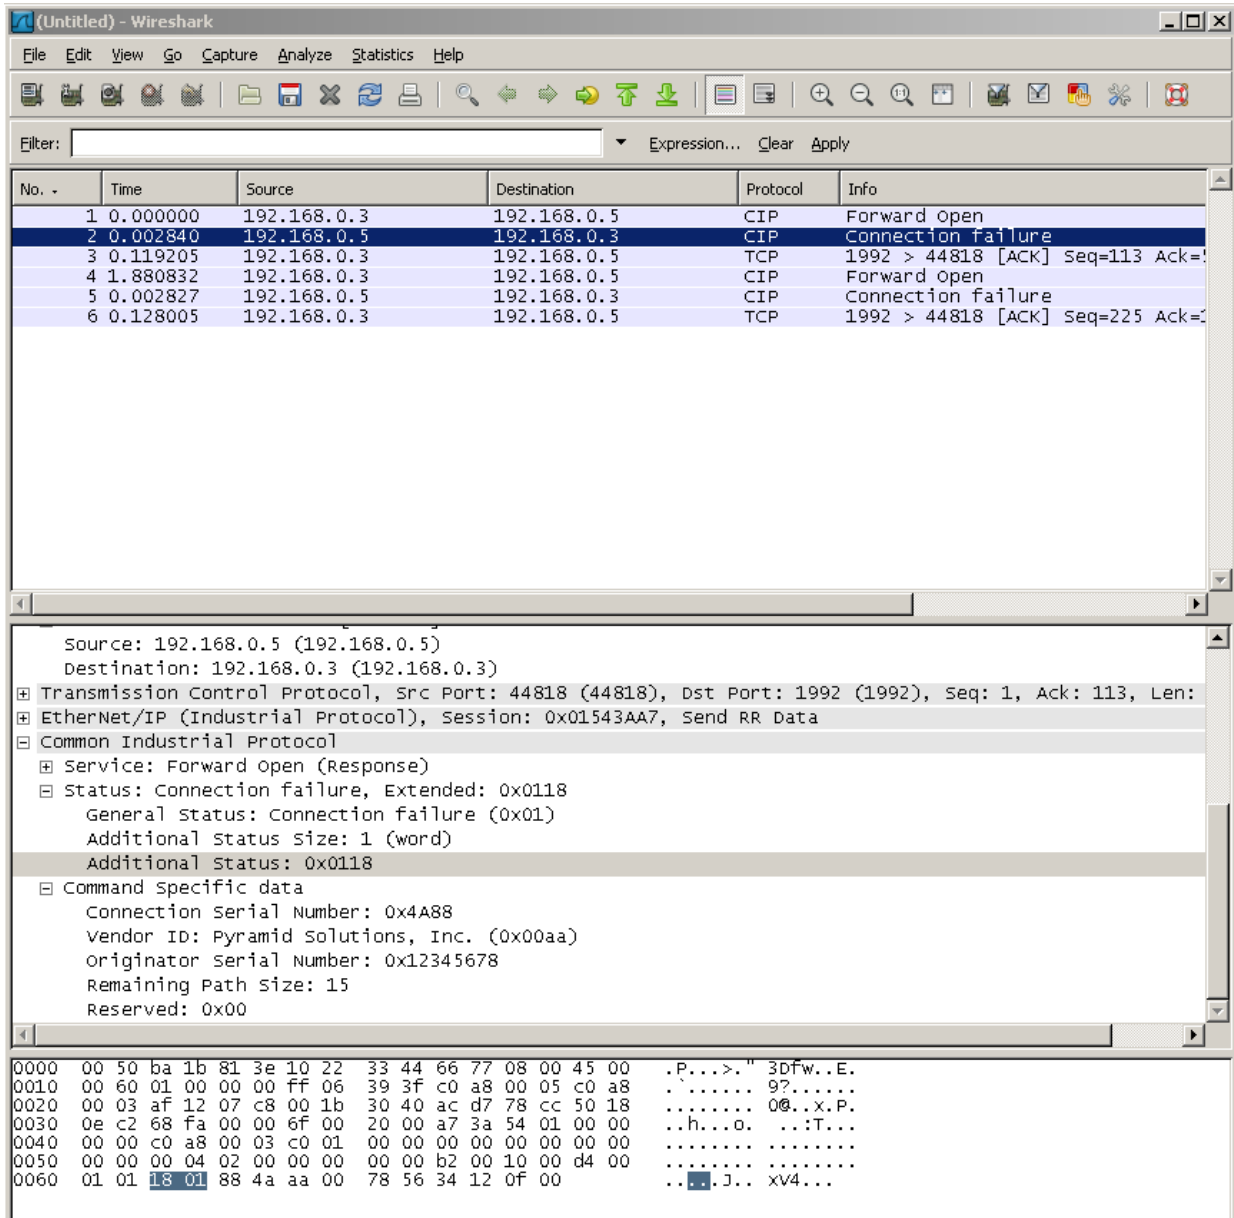 (Untitled) - Wireshark
File Edit View Go Capture Analyze Statistics Help
Filter: Expression... Clear Apply
No. Time Source Destination Protocol Info
1 0.000000 192.168.0.3 192.168.0.5 CIP Forward Open
2 0.002840 192.168.0.5 192.168.0.3 CIP Connection failure
3 0.119205 192.168.0.3 192.168.0.5 TCP 1992 > 44818 [ACK] Seq=113
4 1.880832 192.168.0.3 192.168.0.5 CIP Forward Open
5 0.002827 192.168.0.5 192.168.0.3 CIP Connection failure
6 0.128005 192.168.0.3 192.168.0.5 TCP 1992 > 44818 [ACK] Seq=225
Source: 192.168.0.5 (192.168.0.5)
Destination: 192.168.0.3 (192.168.0.3)
Transmission Control Protocol, Src Port: 44818 (44818), Dst Port: 1992 (1992), Seq: 1, Ack: 113, Len:
EtherNet/IP (Industrial Protocol), Session: 0x01543AA7, Send RR Data
Common Industrial Protocol
Service: Forward Open (Response)
Status: Connection failure, Extended: 0x0118
General Status: Connection failure (0x01)
Additional Status Size: 1 (word)
Additional Status: 0x0118
Command Specific data
Connection Serial Number: 0x4A88
Vendor ID: Pyramid Solutions, Inc. (0x00aa)
Originator Serial Number: 0x12345678
Remaining Path Size: 15
Reserved: 0x00
0000 00 50 ba 1b 81 3e 10 22 33 44 66 77 08 00 45 00 .P...>." 3Dfw..E.
0010 00 60 01 00 00 00 ff 06 39 3f c0 a8 00 05 c0 a8 .`...... 9?......
0020 00 03 af 12 07 c8 00 1b 30 40 ac d7 78 cc 50 18 ........ 0@..x.P.
0030 0e c2 68 fa 00 00 6f 00 20 00 a7 3a 54 01 00 00 ..h...o. ..:T...
0040 00 00 c0 a8 00 03 c0 01 00 00 00 00 00 00 00 00 ........ ........
0050 00 00 00 04 02 00 00 00 00 00 b2 00 10 00 d4 00 ........ ........
0060 01 01 18 01 88 4a aa 00 78 56 34 12 0f 00 .....J.. xV4...